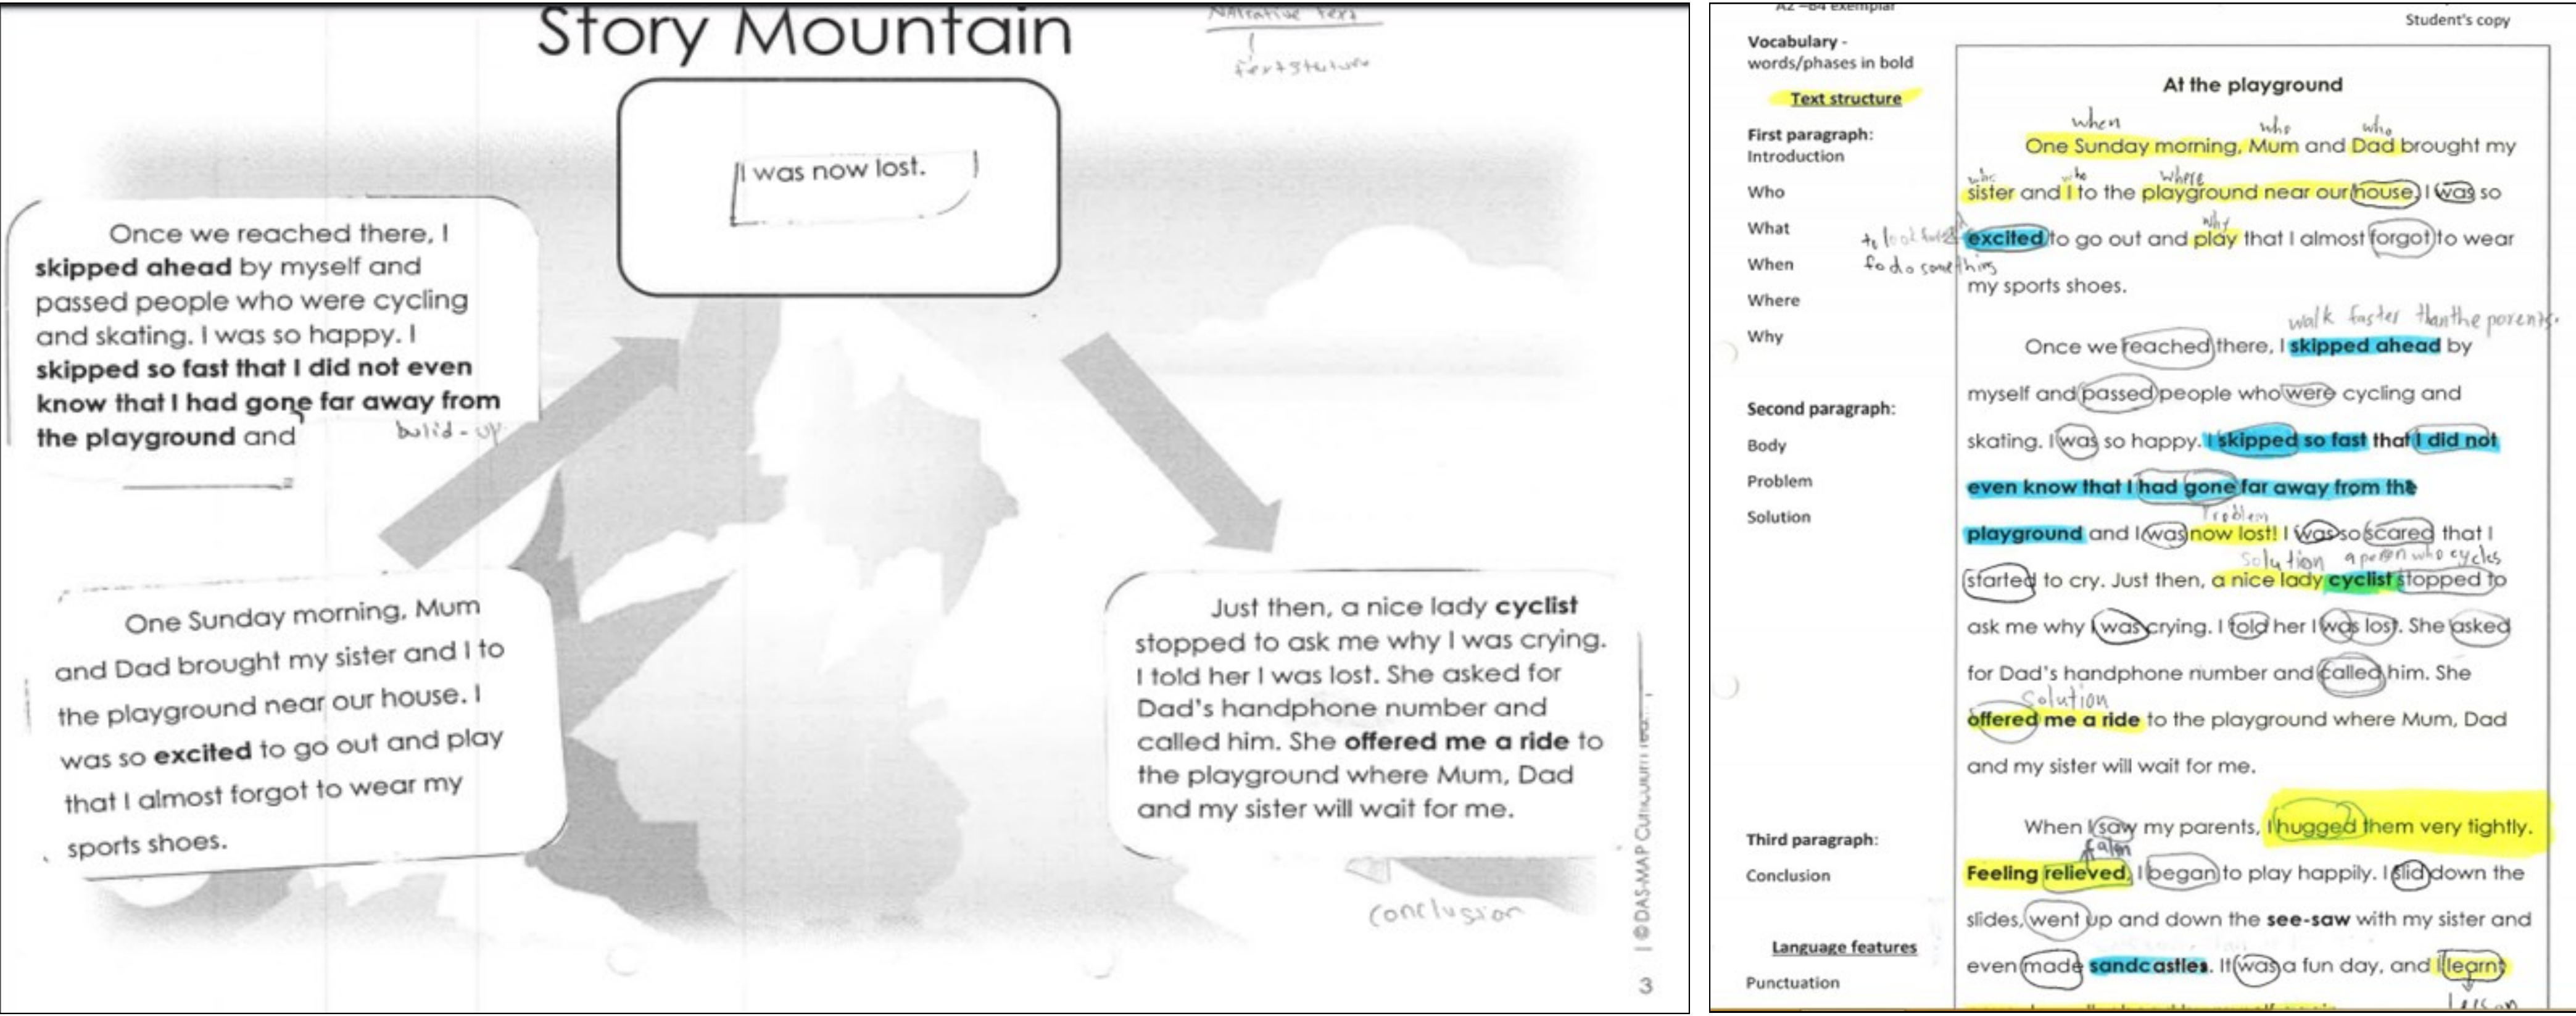 Story Mountain
Narrative text
I was now lost.
Once we reached there, I
skipped ahead by myself and
passed people who were cycling
and skating. I was so happy. I
skipped so fast that I did not even
know that I had gone far away from
the playground and
bulid-up
One Sunday morning, Mum
and Dad brought my sister and I to
the playground near our house. I
was so excited to go out and play
that I almost forgot to wear my
sports shoes.
Just then, a nice lady cyclist
stopped to ask me why I was crying.
I told her I was lost. She asked for
Dad's handphone number and
called him. She offered me a ride to
the playground where Mum, Dad
and my sister will wait for me.
conclusion
©DAS-MAP Curriculum
3
A2 –B4 exemplar
Student's copy
Vocabulary -
words/phases in bold
Text structure
First paragraph:
Introduction
Who
What
When
Where
Why
Second paragraph:
Body
Problem
Solution
Third paragraph:
Conclusion
Language features
Punctuation
At the playground
when who who
One Sunday morning, Mum and Dad brought my
who who where
sister and I to the playground near our house. I was so
why
excited to go out and play that I almost forgot to wear
to do something
my sports shoes.
walk faster than the parents.
Once we reached there, I skipped ahead by
myself and passed people who were cycling and
skating. I was so happy. I skipped so fast that I did not
even know that I had gone far away from the
Problem
playground and I was now lost! I was so scared that I
solution a person who cycles
started to cry. Just then, a nice lady cyclist stopped to
ask me why I was crying. I told her I was lost. She asked
for Dad's handphone number and called him. She
solution
offered me a ride to the playground where Mum, Dad
and my sister will wait for me.
When I saw my parents, I hugged them very tightly.
Feeling relieved, I began to play happily. I slid down the
slides, went up and down the see-saw with my sister and
even made sandcastles. It was a fun day, and I learnt